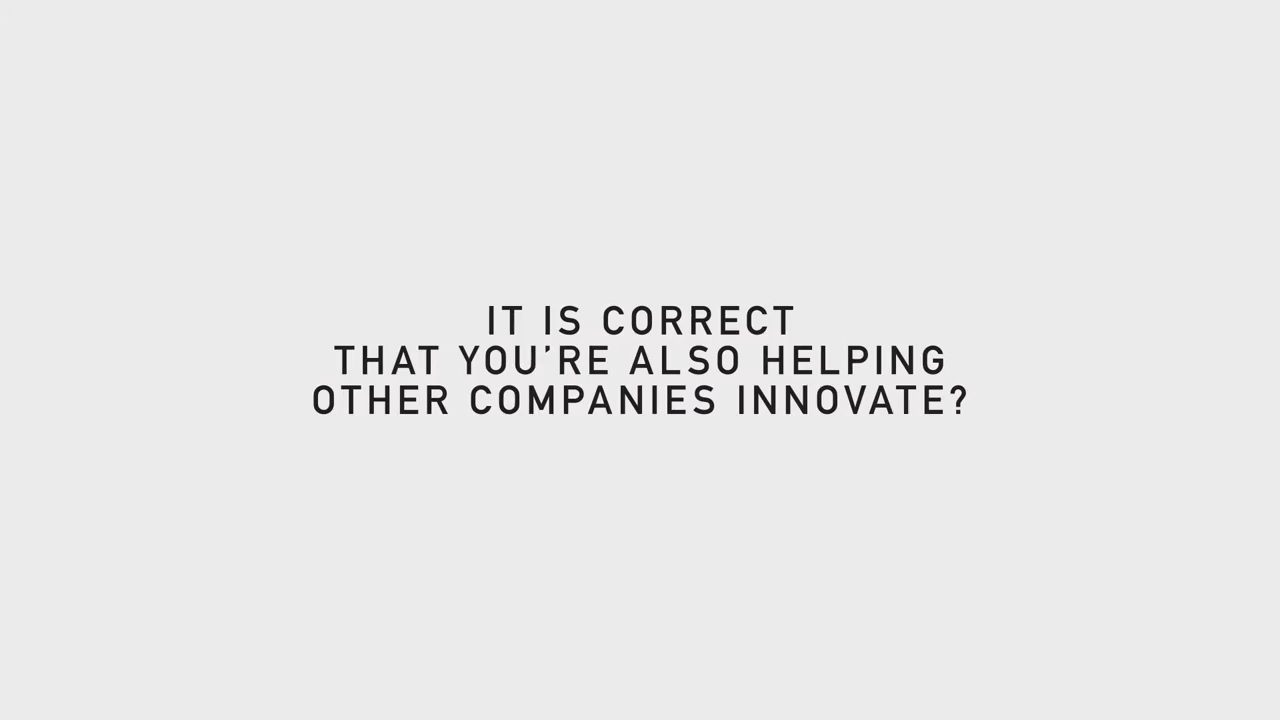 IT IS CORRECT
THAT YOU’RE ALSO HELPING
OTHER COMPANIES INNOVATE?